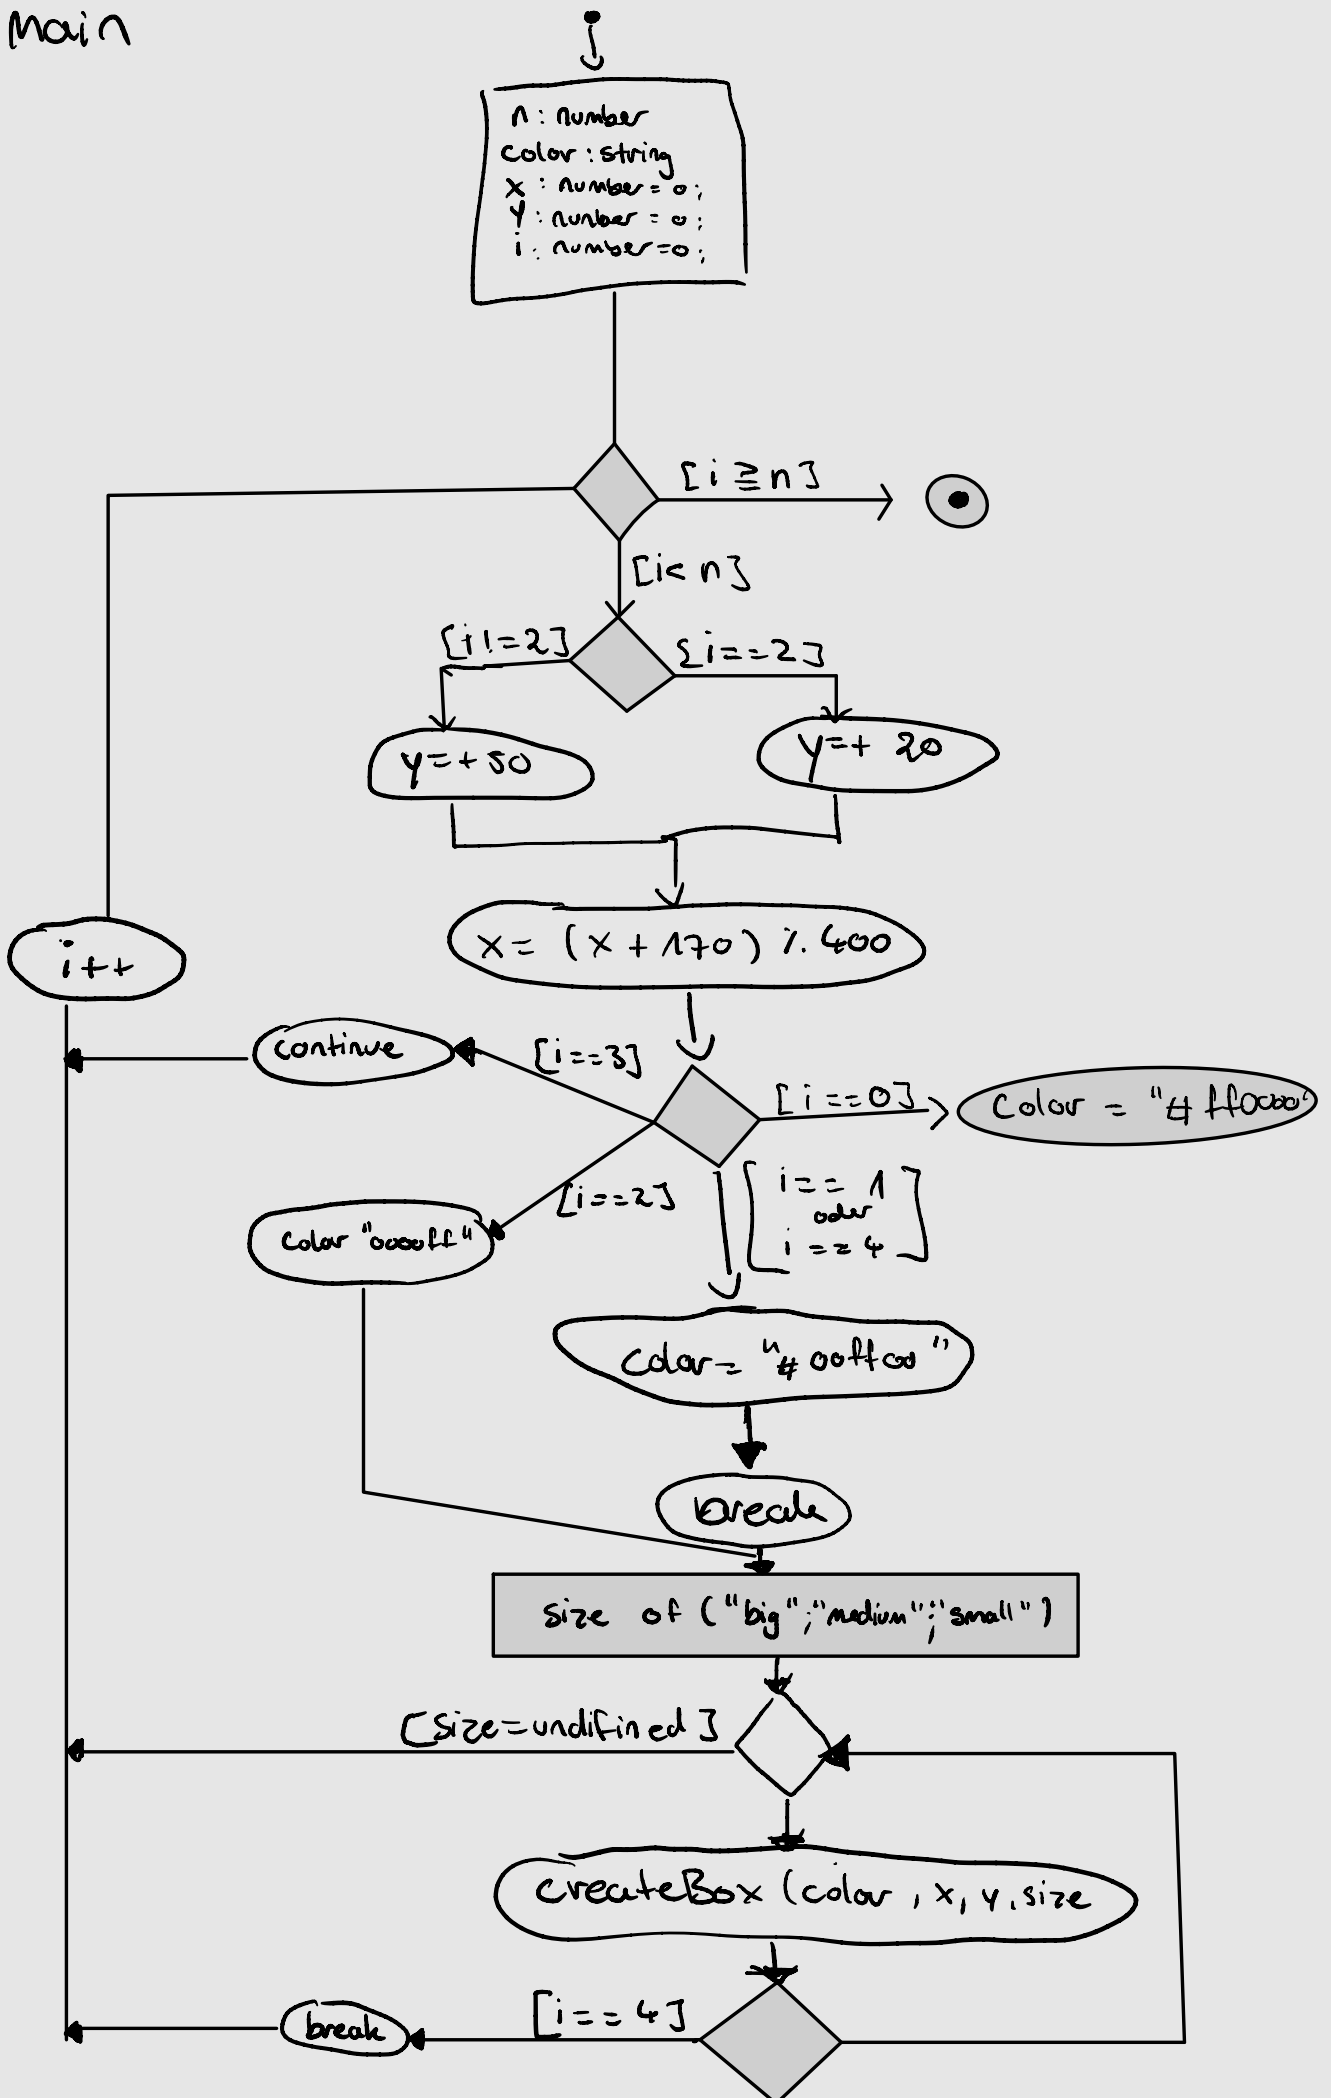 Main
n : number
color : string
x : number = 0;
y : number = 0;
i : number = 0;
[i ≧ n]
[i < n]
[i != 2]
[i == 2]
y = + 50
y = + 20
x = (x + 170) % 400
i++
continue
[i == 3]
[i == 0]
color = "#ff0000"
[i == 2]
i == 1
oder
i == 4
color "0000ff"
color = "#00ff00"
break
size of ("big";"medium";"small")
[size = undifined]
createBox (color, x, y, size
[i == 4]
break